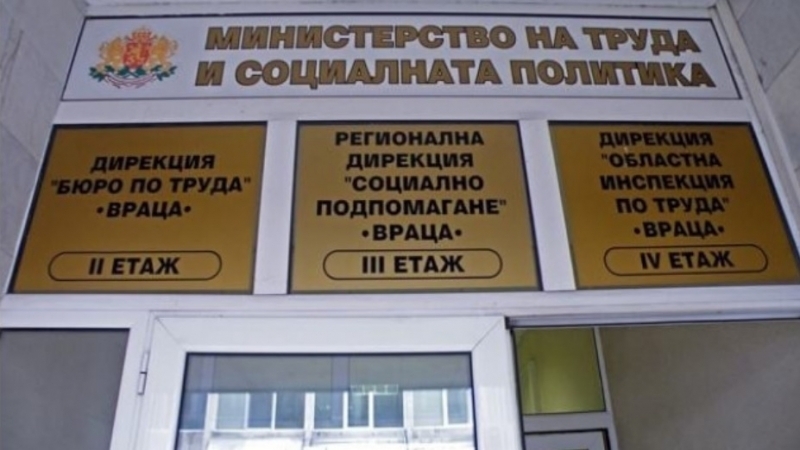 МИНИСТЕРСТВО НА ТРУДА
И СОЦИАЛНАТА ПОЛИТИКА
ДИРЕКЦИЯ
"БЮРО ПО ТРУДА"
•ВРАЦА•
II ЕТАЖ
РЕГИОНАЛНА
ДИРЕКЦИЯ
"СОЦИАЛНО
ПОДПОМАГАНЕ"
•ВРАЦА•
III ЕТАЖ
ДИРЕКЦИЯ
"ОБЛАСТНА
ИНСПЕКЦИЯ
ПО ТРУДА"
•ВРАЦА•
IV ЕТАЖ